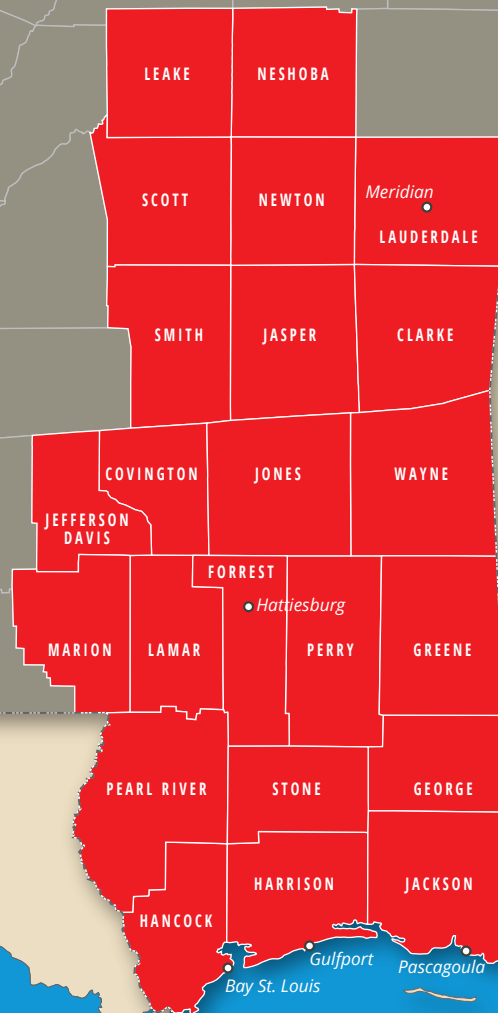 LEAKE
NESHOBA
SCOTT
NEWTON
Meridian
LAUDERDALE
SMITH
JASPER
CLARKE
COVINGTON
JONES
WAYNE
JEFFERSON
DAVIS
FORREST
Hattiesburg
MARION
LAMAR
PERRY
GREENE
PEARL RIVER
STONE
GEORGE
HARRISON
JACKSON
HANCOCK
Gulfport
Pascagoula
Bay St. Louis